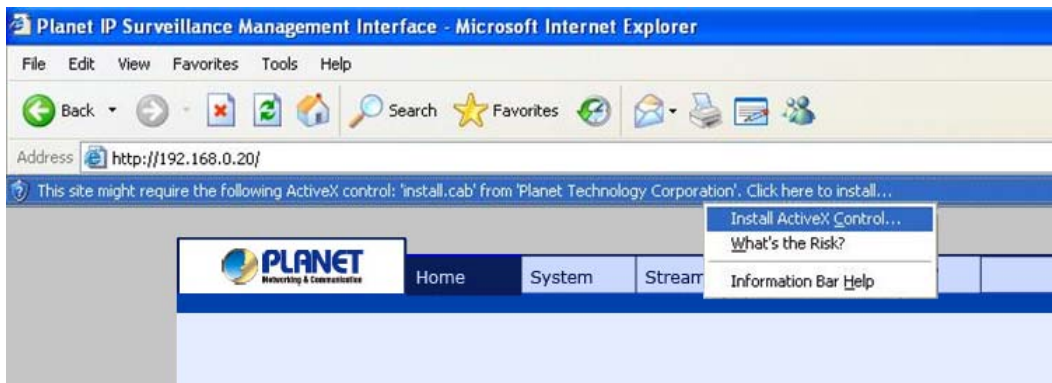 Planet IP Surveillance Management Interface - Microsoft Internet Explorer
File Edit View Favorites Tools Help
Back Search Favorites
Address http://192.168.0.20/
This site might require the following ActiveX control: 'install.cab' from 'Planet Technology Corporation'. Click here to install...
Install ActiveX Control...
What's the Risk?
Information Bar Help
PLANET
Networking & Communication
Home System Stream